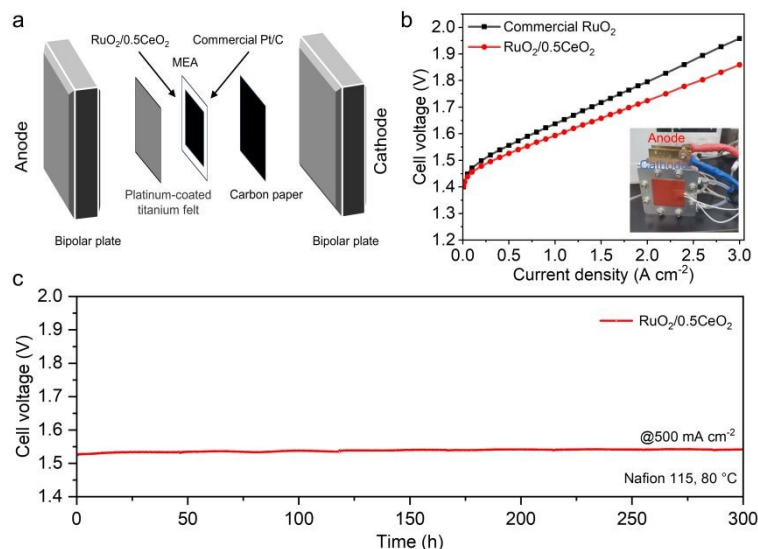 a
RuO₂/0.5CeO₂
Commercial Pt/C
MEA
Anode
Cathode
Platinum-coated
titanium felt
Carbon paper
Bipolar plate
Bipolar plate
b
2.0
1.9
1.8
1.7
1.6
1.5
1.4
1.3
1.2
Cell voltage (V)
Commercial RuO₂
RuO₂/0.5CeO₂
Anode
Cathode
0.0 0.5 1.0 1.5 2.0 2.5 3.0
Current density (A cm⁻²)
c
2.0
1.9
1.8
1.7
1.6
1.5
1.4
Cell voltage (V)
RuO₂/0.5CeO₂
@500 mA cm⁻²
Nafion 115, 80 °C
0 50 100 150 200 250 300
Time (h)